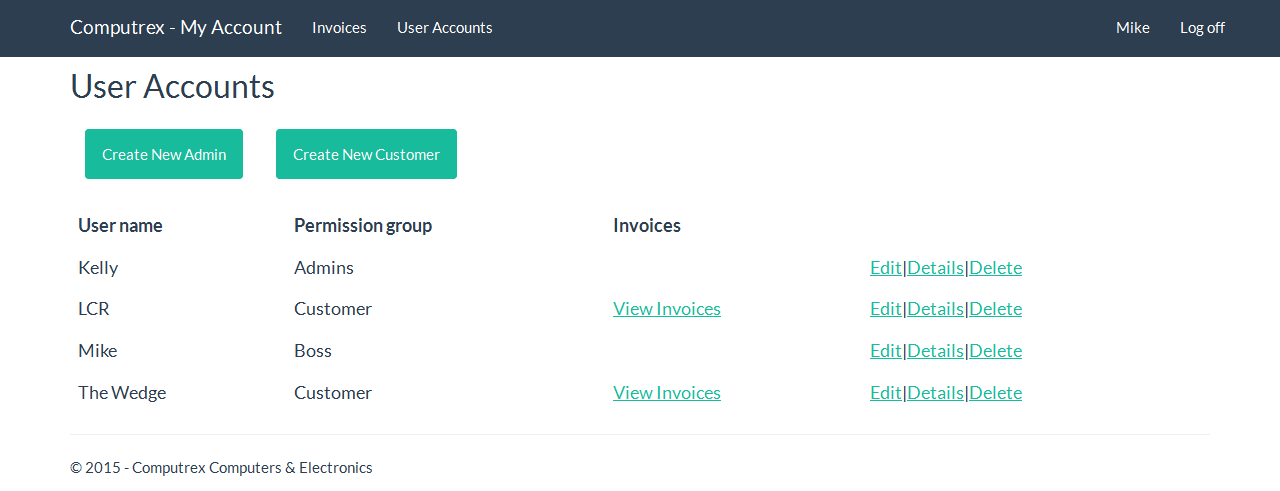 Computrex - My Account Invoices User Accounts Mike Log off
User Accounts
Create New Admin Create New Customer
User name Permission group Invoices
Kelly Admins Edit|Details|Delete
LCR Customer View Invoices Edit|Details|Delete
Mike Boss Edit|Details|Delete
The Wedge Customer View Invoices Edit|Details|Delete
© 2015 - Computrex Computers & Electronics